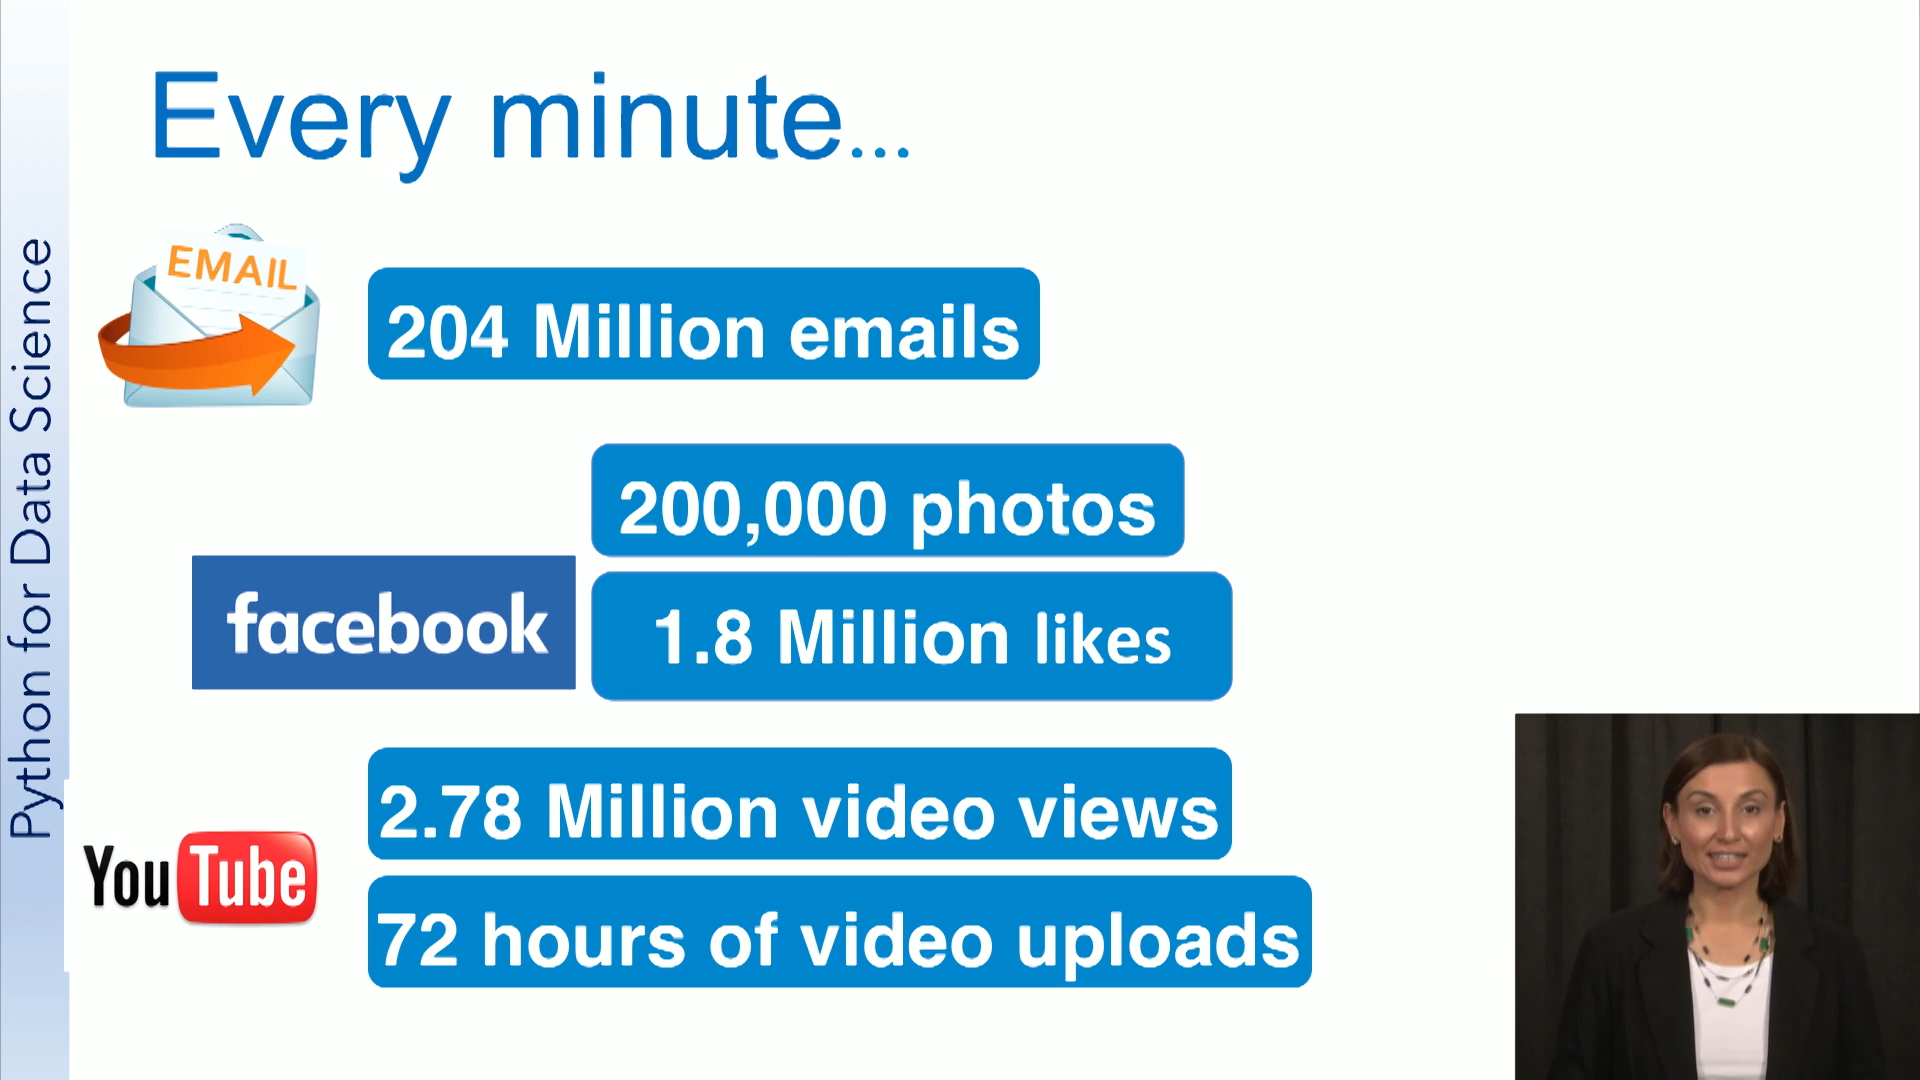 Every minute...
EMAIL
204 Million emails
200,000 photos
facebook
1.8 Million likes
2.78 Million video views
YouTube
72 hours of video uploads
Python for Data Science